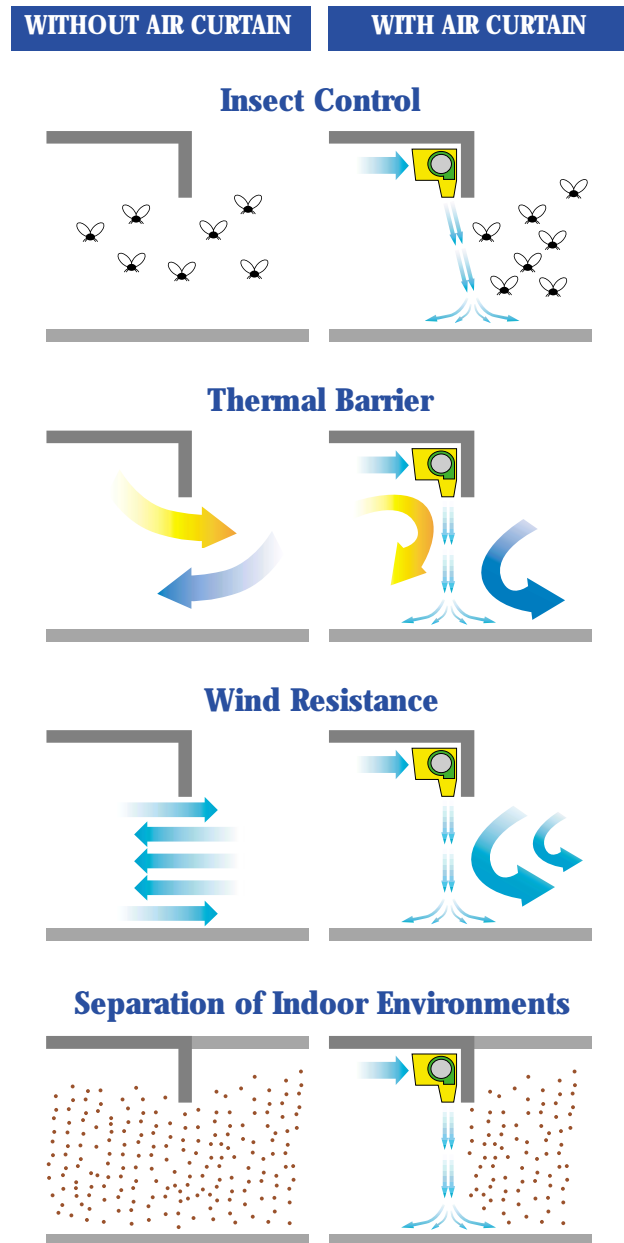 WITHOUT AIR CURTAIN
WITH AIR CURTAIN
Insect Control
Thermal Barrier
Wind Resistance
Separation of Indoor Environments